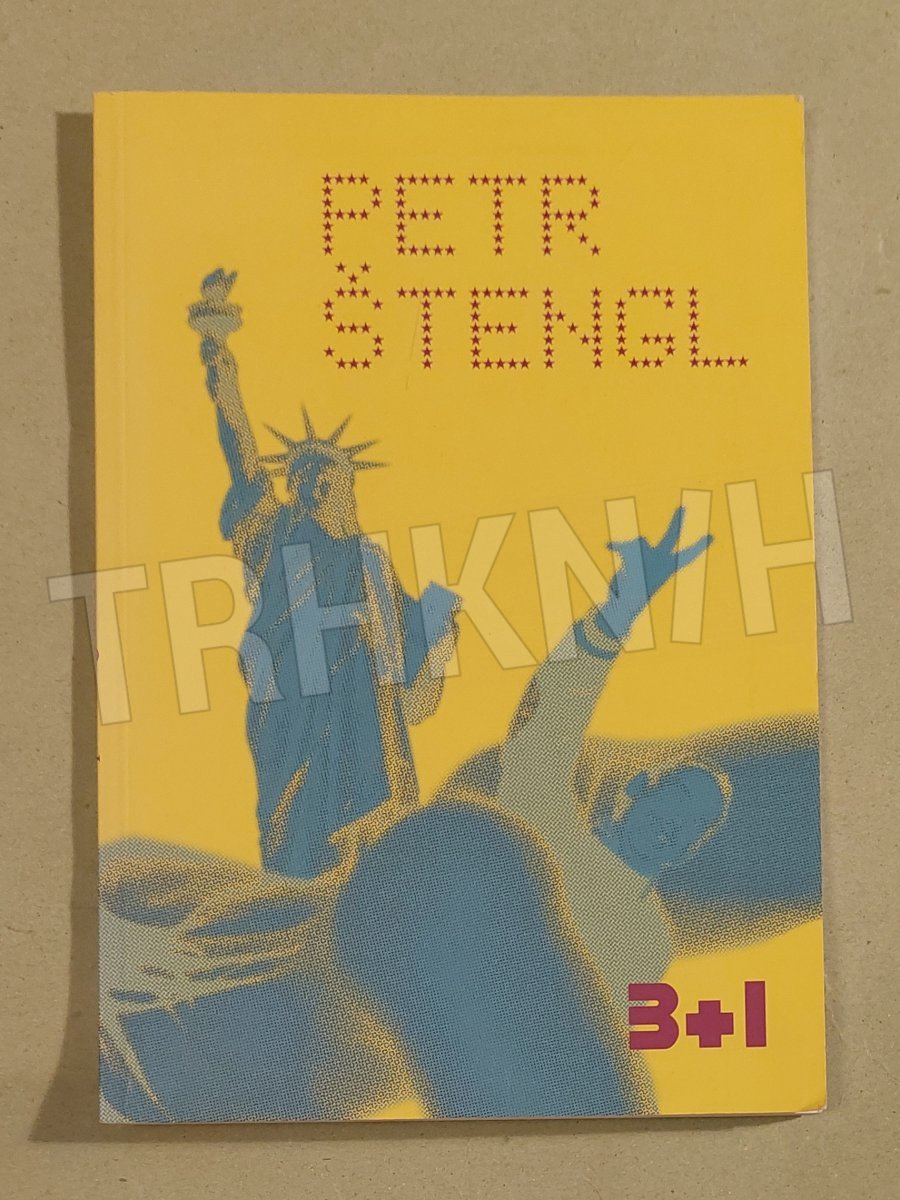 PETR
ŠTENGL
TRHKNIH
3+1